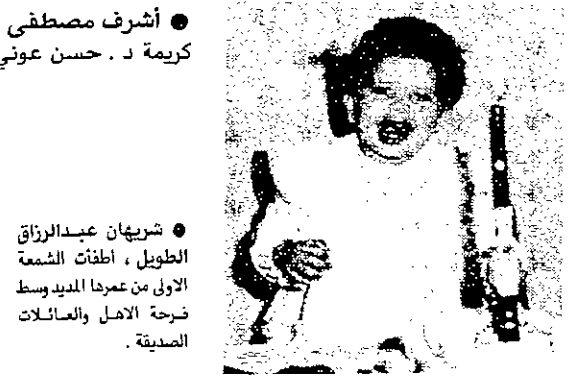 ● أشرف مصطفى
كريمة د . حسن عوني
● شريهان عبدالرزاق
الطويل ، أطفأت الشمعة
الاولى من عمرها المديد وسط
فرحة الاهل والعائلات
الصديقة .